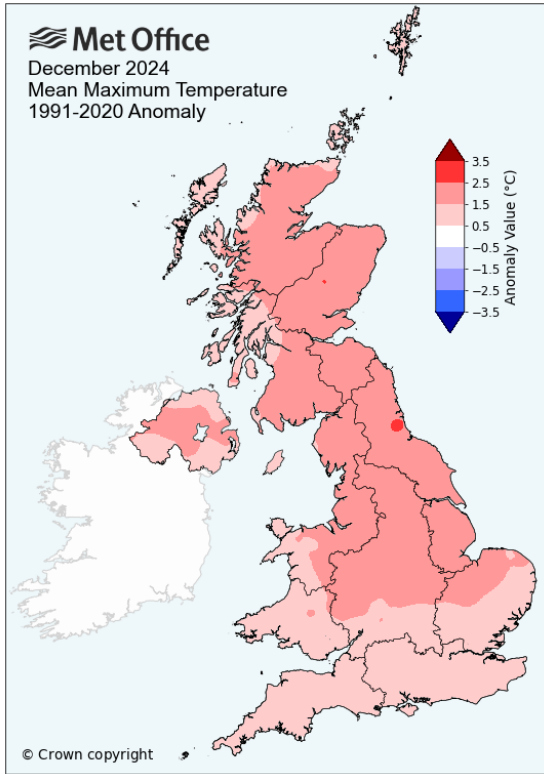 Met Office
December 2024
Mean Maximum Temperature
1991-2020 Anomaly
3.5
2.5
1.5
0.5
−0.5
−1.5
−2.5
−3.5
Anomaly Value (°C)
© Crown copyright